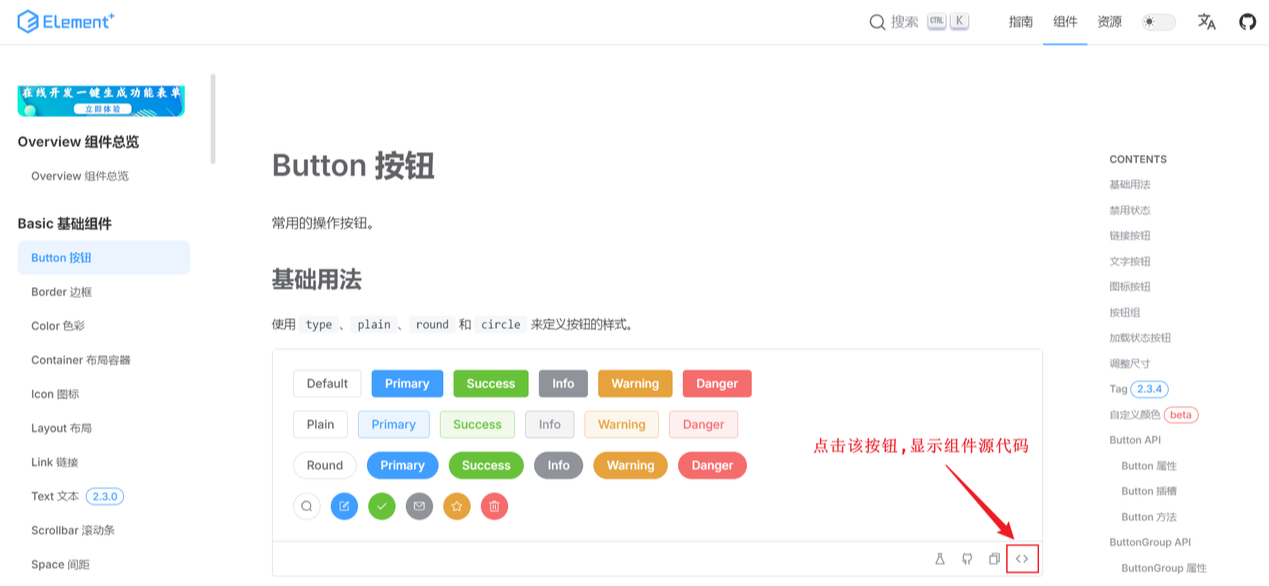 Element+
搜索 CTRL K 指南 组件 资源
在线开发一键生成功能表单
立即体验
Overview 组件总览
Overview 组件总览
Basic 基础组件
Button 按钮
Border 边框
Color 色彩
Container 布局容器
Icon 图标
Layout 布局
Link 链接
Text 文本 2.3.0
Scrollbar 滚动条
Space 间距
Button 按钮
常用的操作按钮。
基础用法
使用 type 、 plain 、 round 和 circle 来定义按钮的样式。
Default Primary Success Info Warning Danger
Plain Primary Success Info Warning Danger
Round Primary Success Info Warning Danger
点击该按钮,显示组件源代码
CONTENTS
基础用法
禁用状态
链接按钮
文字按钮
图标按钮
按钮组
加载状态按钮
调整尺寸
Tag 2.3.4
自定义颜色 beta
Button API
Button 属性
Button 插槽
Button 方法
ButtonGroup API
ButtonGroup 属性